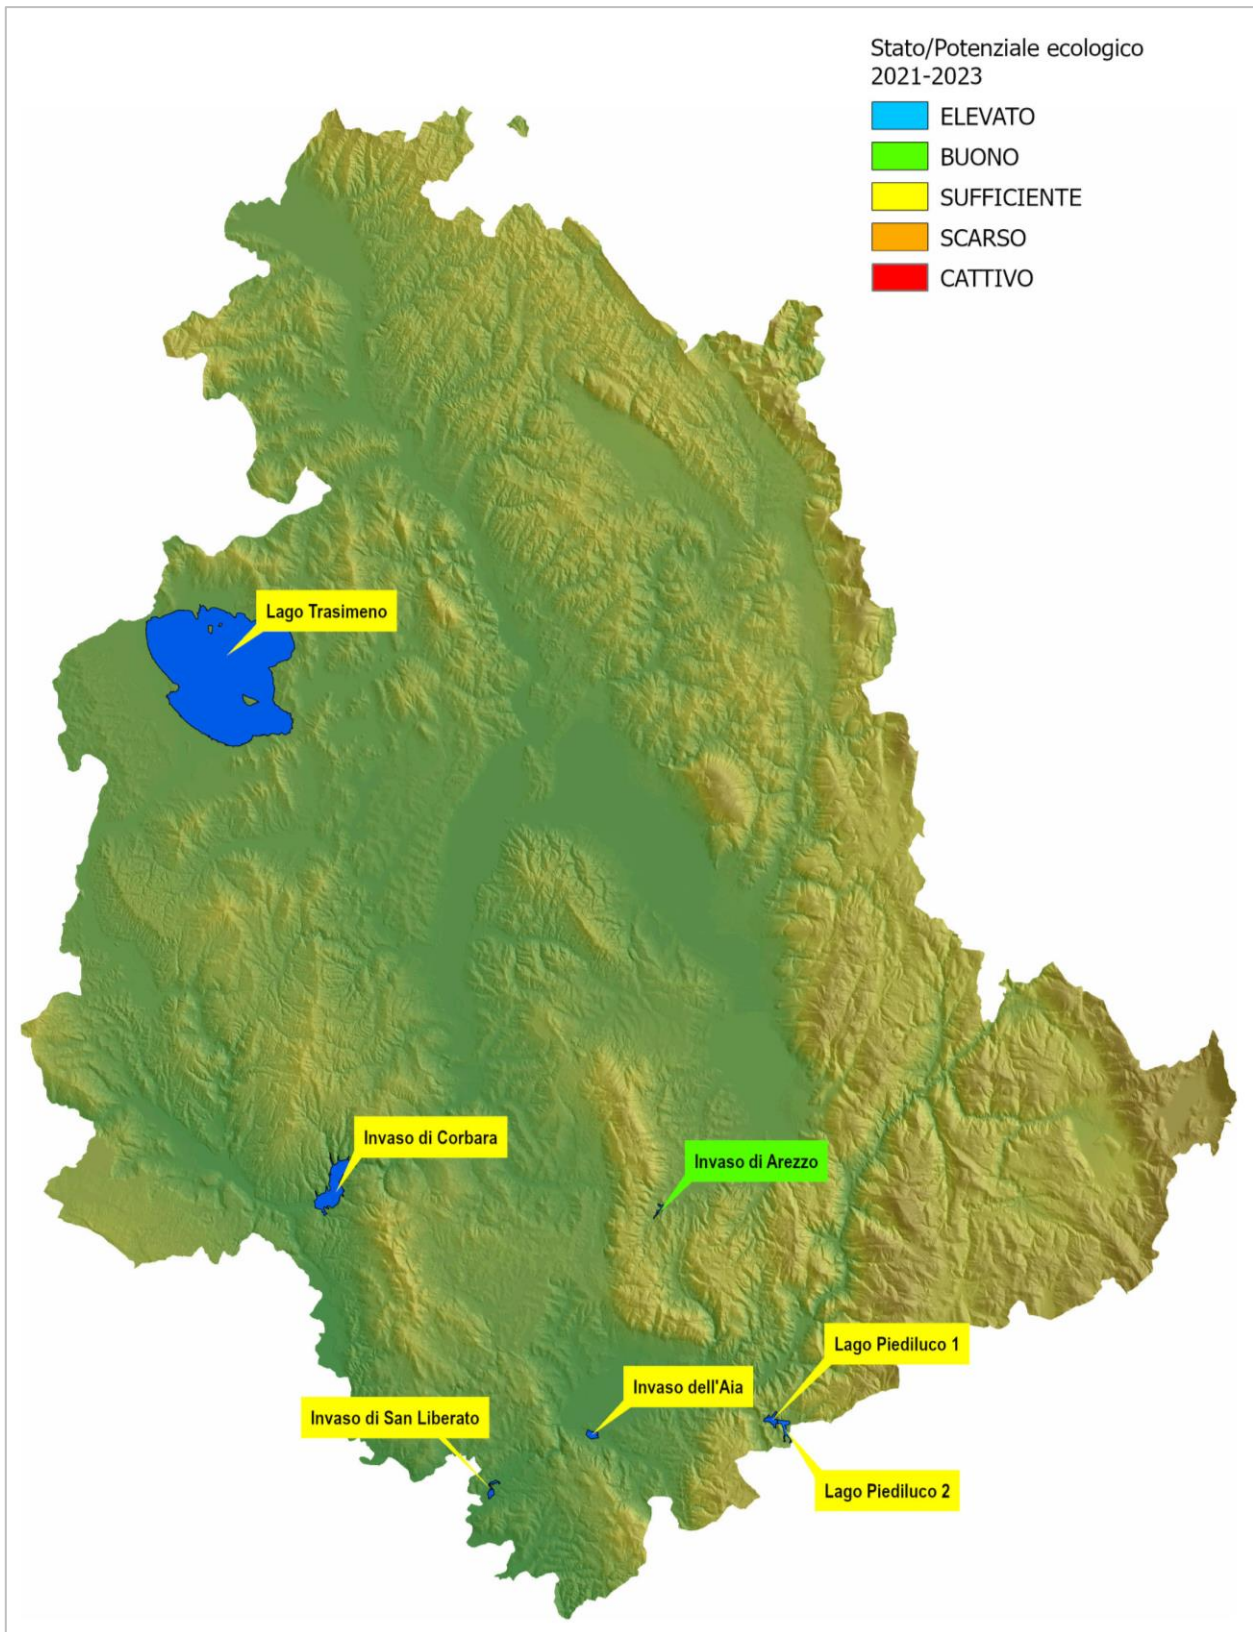 Stato/Potenziale ecologico
2021-2023
ELEVATO
BUONO
SUFFICIENTE
SCARSO
CATTIVO
Lago Trasimeno
Invaso di Corbara
Invaso di Arezzo
Lago Piediluco 1
Invaso dell'Aia
Invaso di San Liberato
Lago Piediluco 2